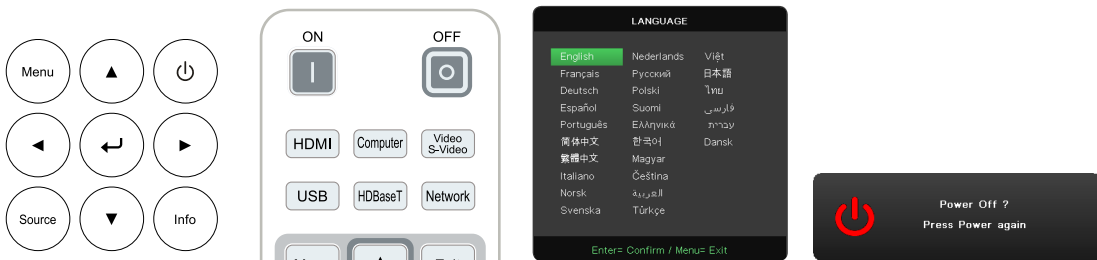 Menu
Source
Info
ON
OFF
HDMI
Computer
Video
S-Video
USB
HDBaseT
Network
LANGUAGE
English Nederlands Việt
Français Русский 日本語
Deutsch Polski ไทย
Español Suomi فارسی
Português Ελληνικά עברית
简体中文 한국어 Dansk
繁體中文 Magyar
Italiano Čeština
Norsk العربية
Svenska Türkçe
Enter= Confirm / Menu= Exit
Power Off ?
Press Power again